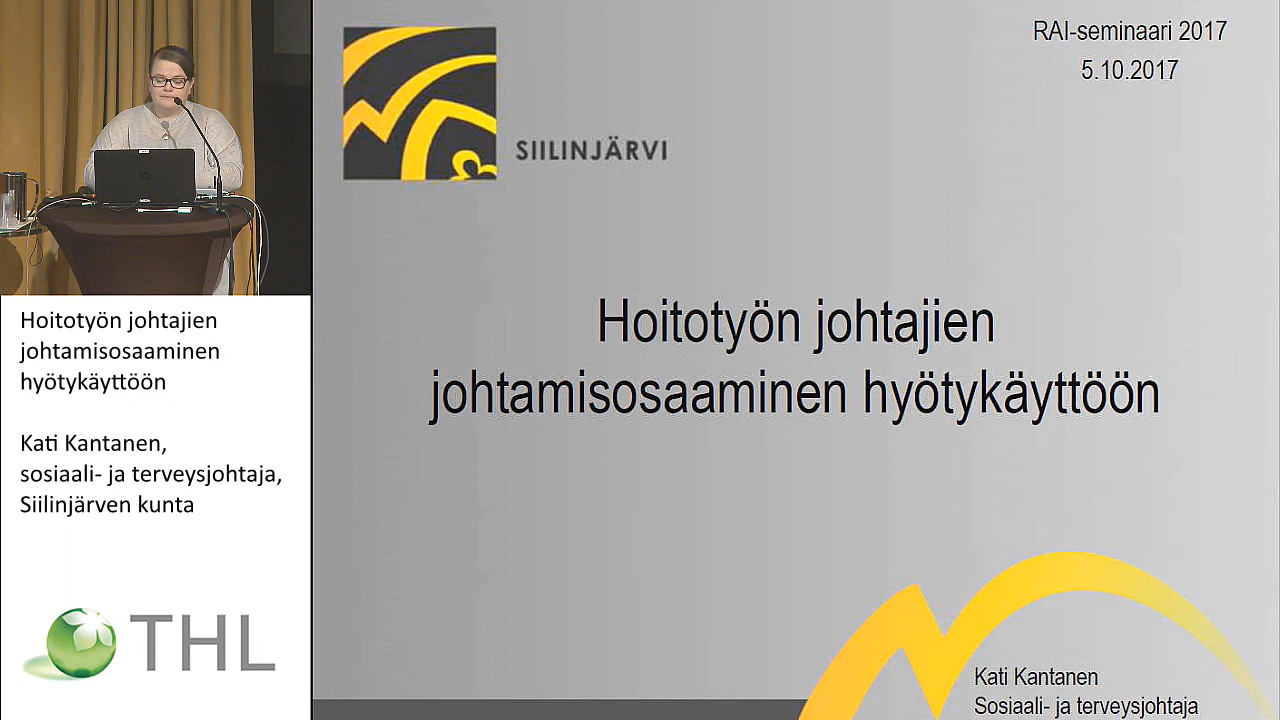 Hoitotyön johtajien
johtamisosaaminen
hyötykäyttöön
Kati Kantanen,
sosiaali- ja terveysjohtaja,
Siilinjärven kunta
THL
RAI-seminaari 2017
5.10.2017
SIILINJÄRVI
Hoitotyön johtajien
johtamisosaaminen hyötykäyttöön
Kati Kantanen
Sosiaali- ja terveysjohtaja